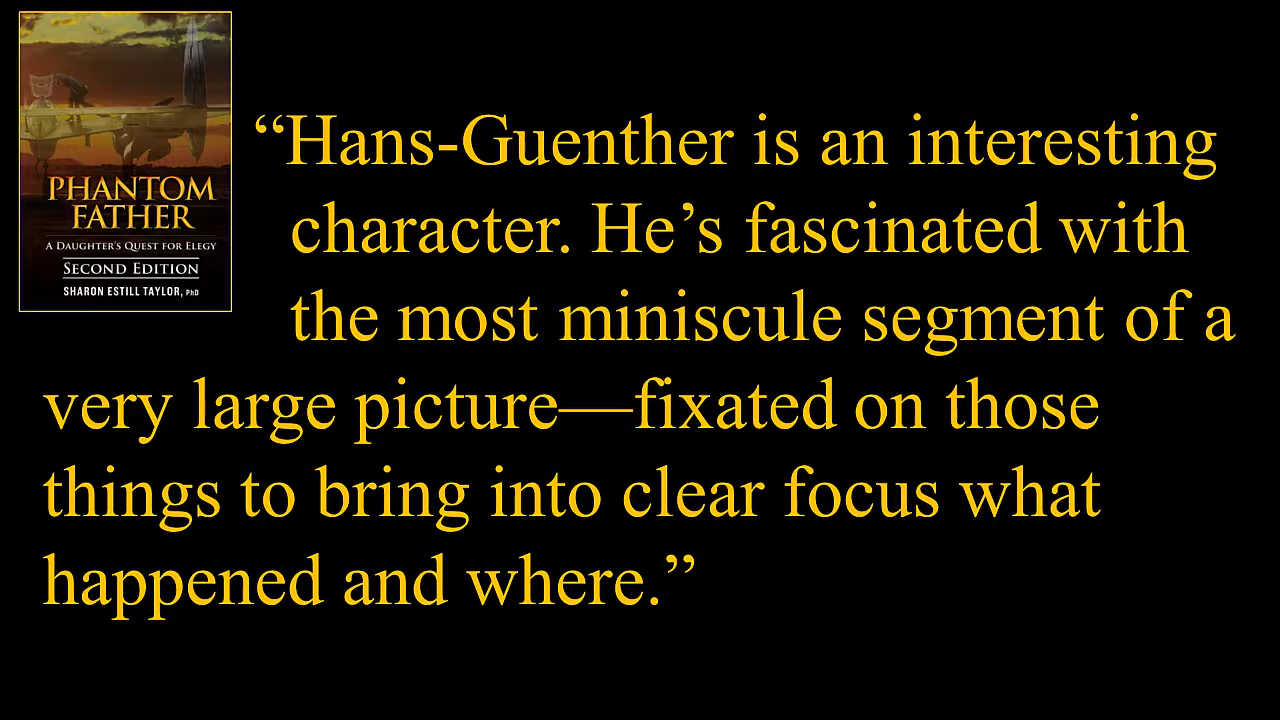 PHANTOM
FATHER
A DAUGHTER'S QUEST FOR ELEGY
SECOND EDITION
SHARON ESTILL TAYLOR, PHD
“Hans-Guenther is an interesting
character. He’s fascinated with
the most miniscule segment of a
very large picture—fixated on those
things to bring into clear focus what
happened and where.”